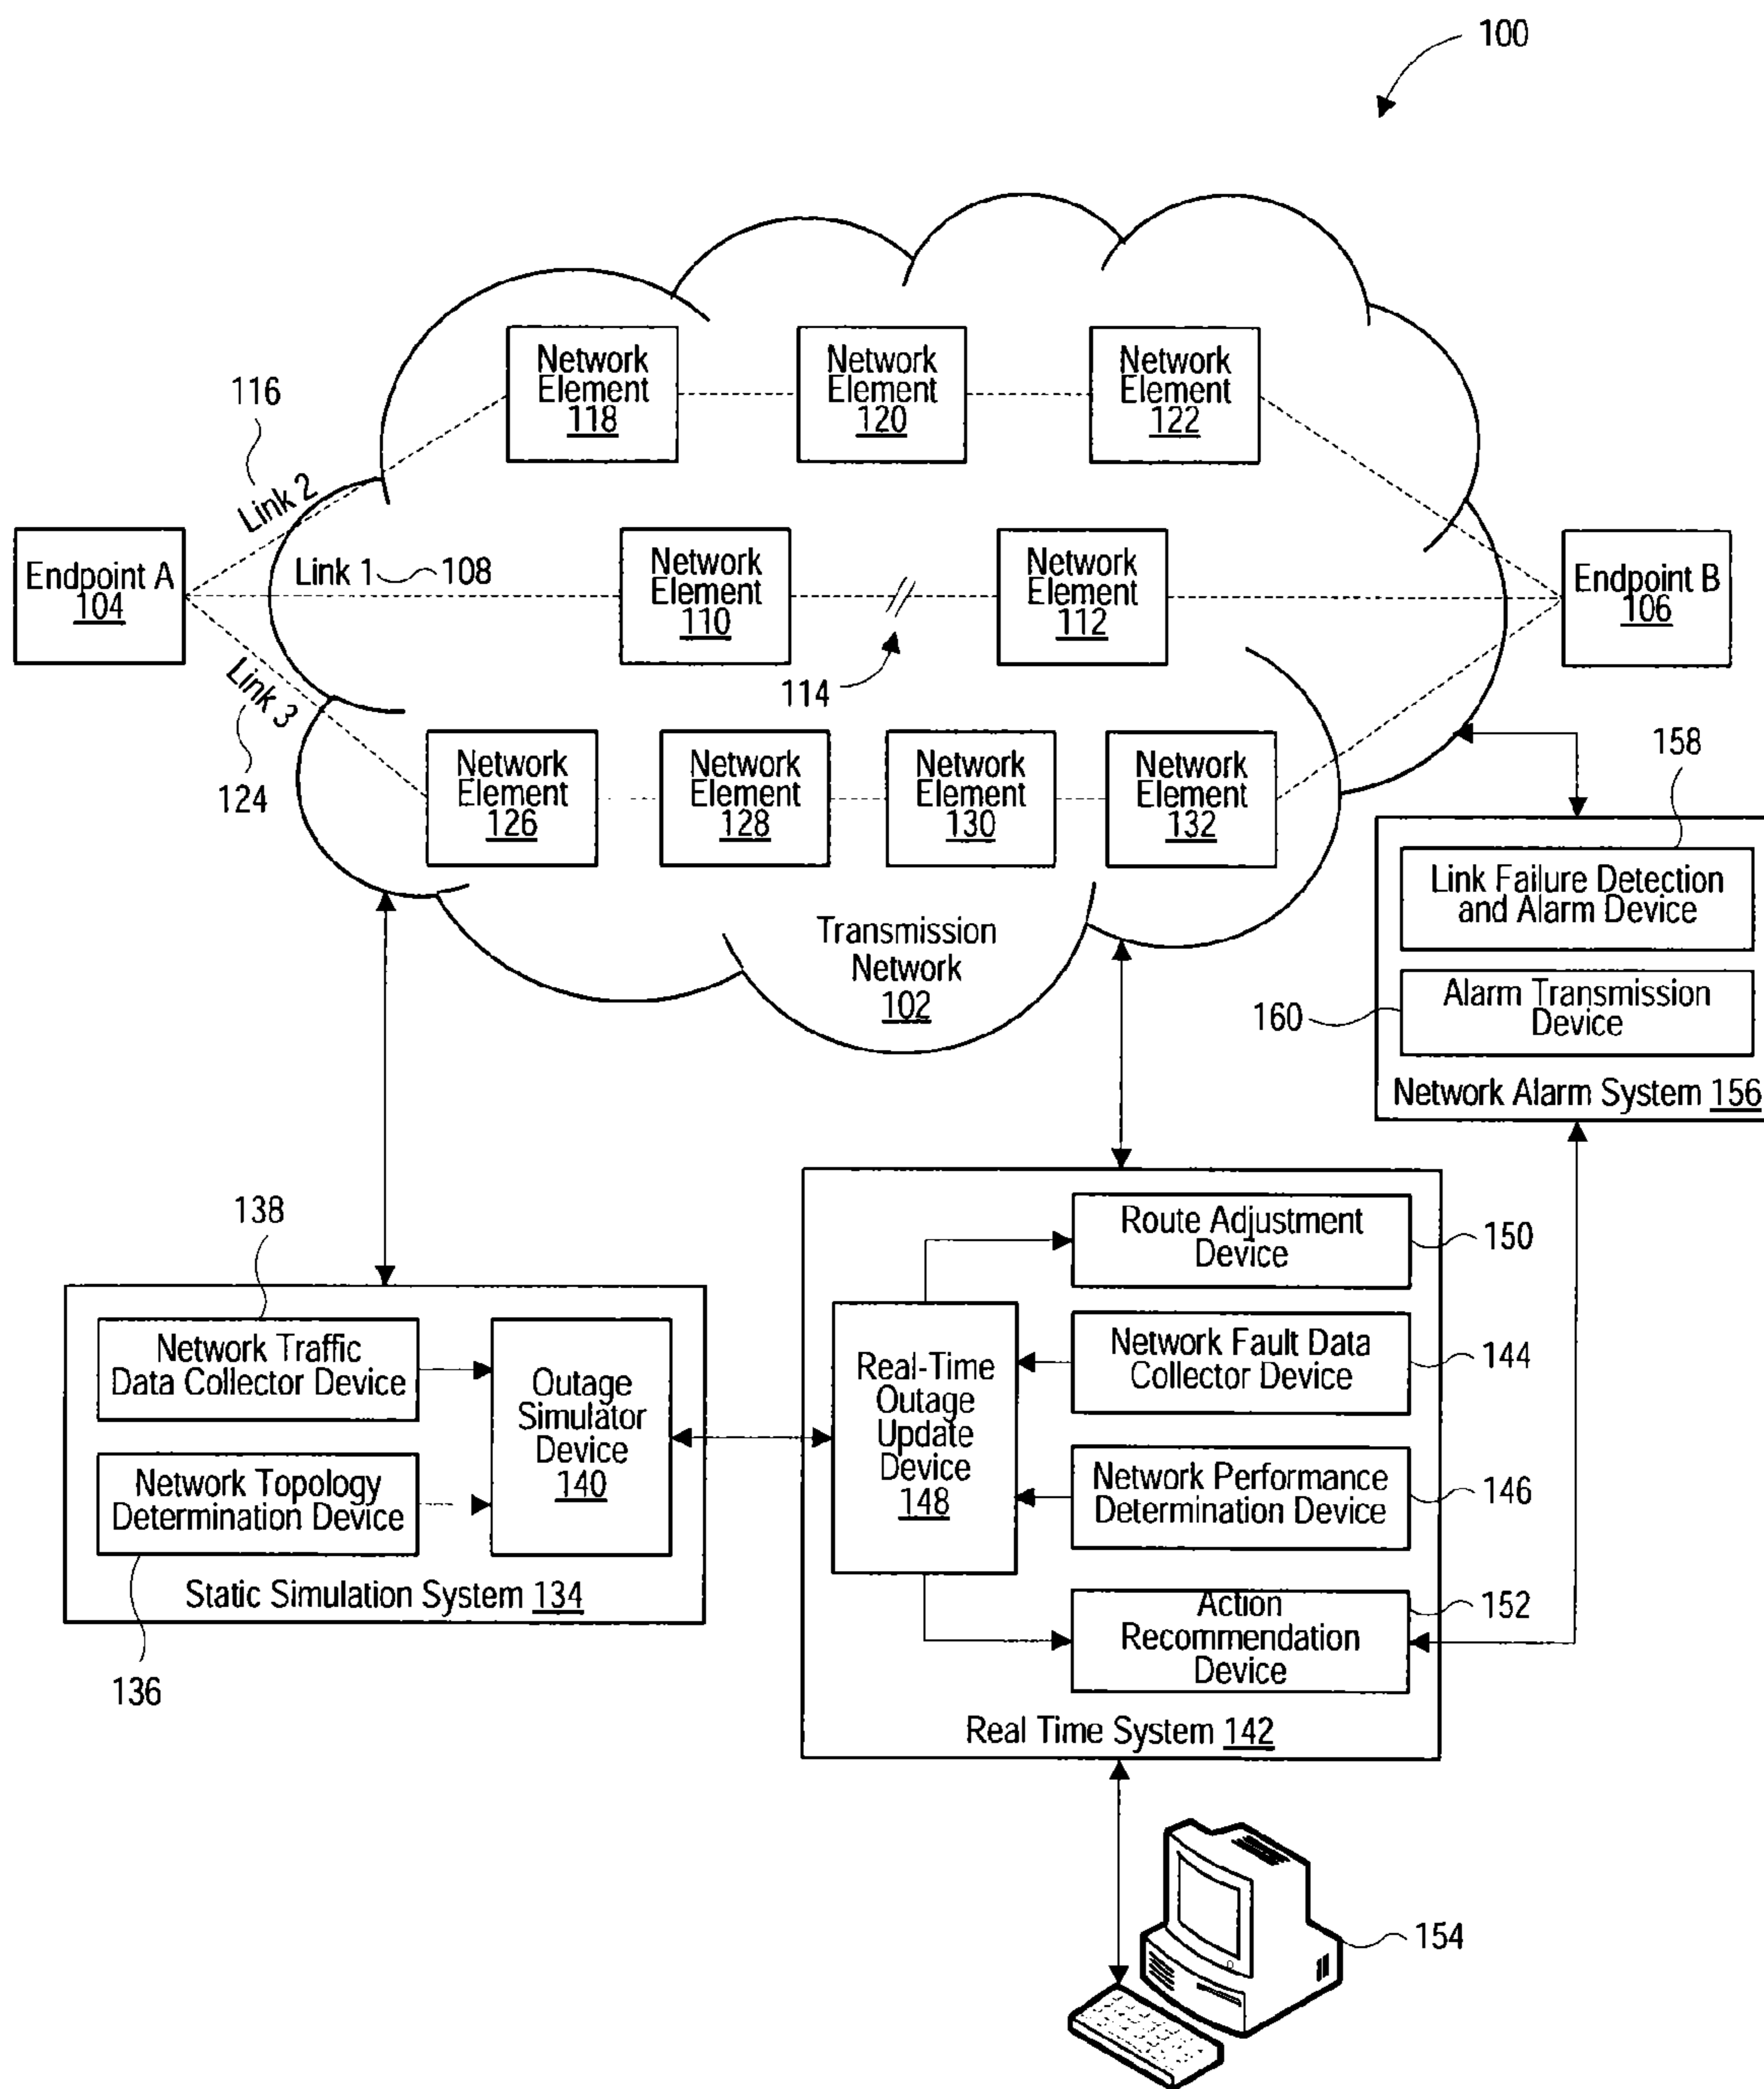 100
Network
Element
118
Network
Element
120
Network
Element
122
116
Link 2
Endpoint A
104
Link 1
108
Network
Element
110
Network
Element
112
Endpoint B
106
114
Link 3
124
Network
Element
126
Network
Element
128
Network
Element
130
Network
Element
132
Transmission
Network
102
158
Link Failure Detection
and Alarm Device
160
Alarm Transmission
Device
Network Alarm System 156
138
Network Traffic
Data Collector Device
Network Topology
Determination Device
Outage
Simulator
Device
140
Static Simulation System 134
136
Real-Time
Outage
Update
Device
148
Route Adjustment
Device
150
Network Fault Data
Collector Device
144
Network Performance
Determination Device
146
Action
Recommendation
Device
152
Real Time System 142
154